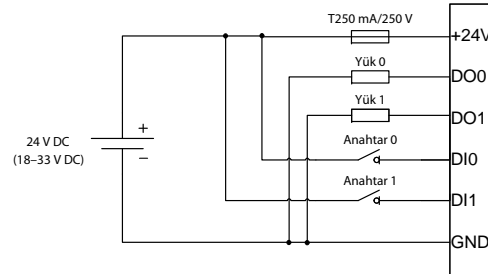 T250 mA/250 V
+24V
Yük 0
DO0
Yük 1
DO1
24 V DC
(18–33 V DC)
+
–
Anahtar 0
DI0
Anahtar 1
DI1
GND